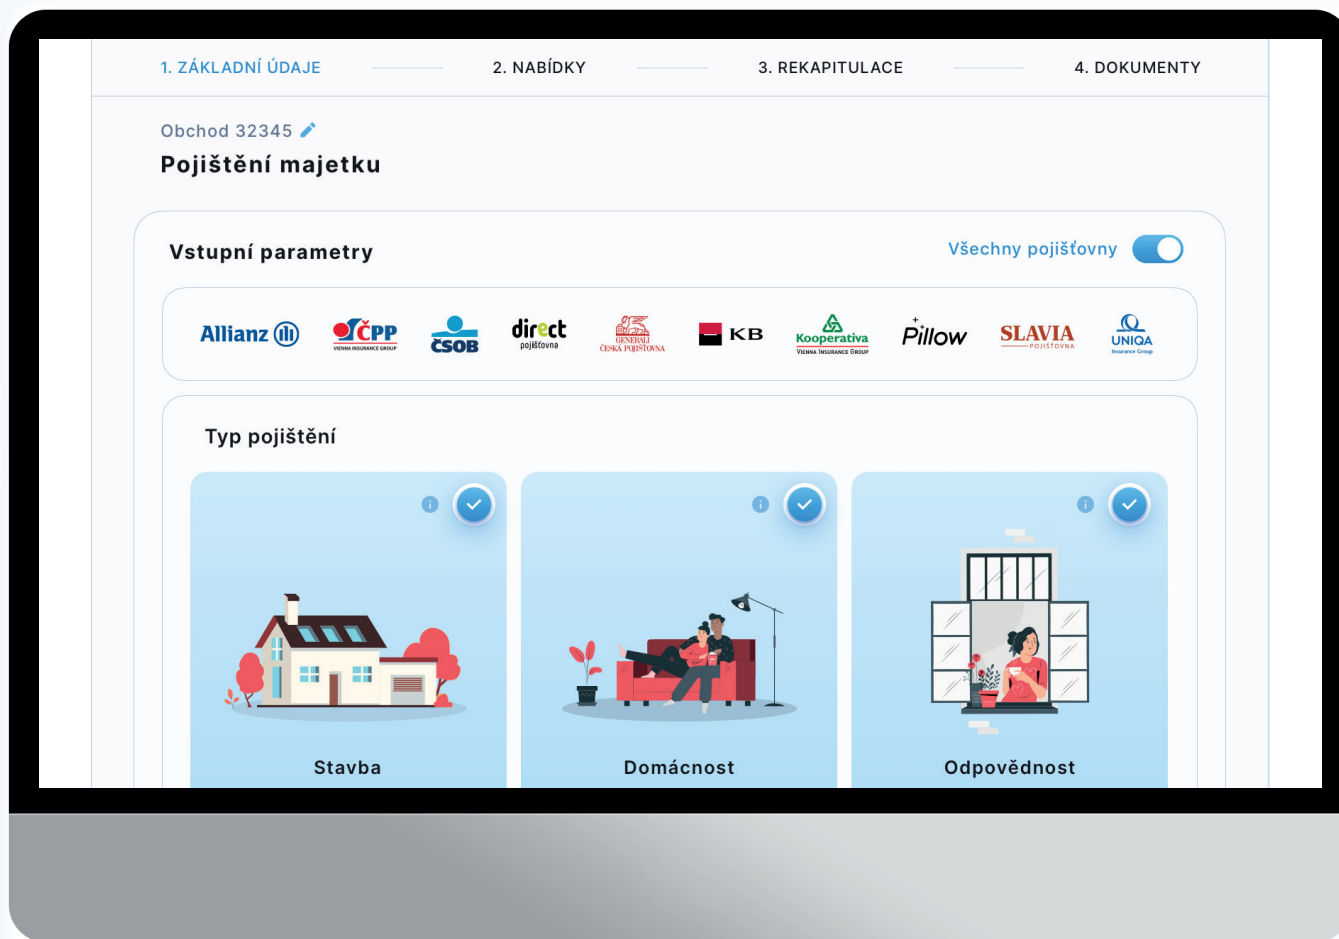 1. ZÁKLADNÍ ÚDAJE 2. NABÍDKY 3. REKAPITULACE 4. DOKUMENTY
Obchod 32345
Pojištění majetku
Vstupní parametry
Všechny pojišťovny
Allianz
ČPP
VIENNA INSURANCE GROUP
ČSOB
direct
pojišťovna
GENERALI
ČESKÁ POJIŠŤOVNA
KB
Kooperativa
VIENNA INSURANCE GROUP
Pillow
SLAVIA
POJIŠŤOVNA
UNIQA
Insurance Group
Typ pojištění
Stavba
Domácnost
Odpovědnost